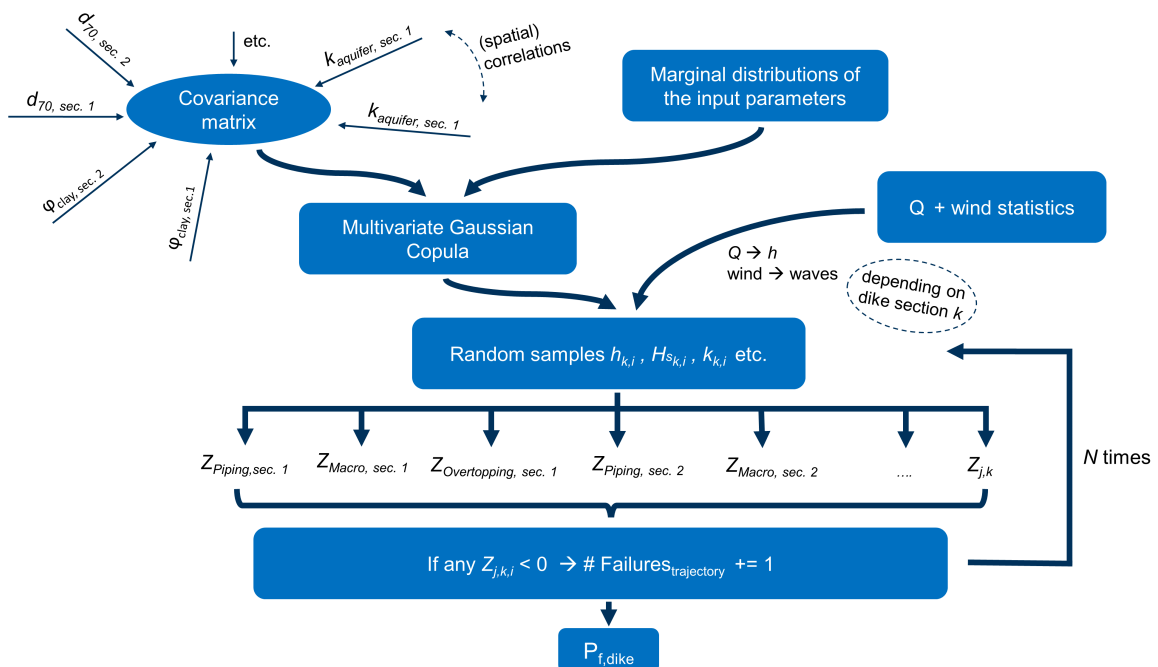 d70, sec. 2
etc.
kaquifer, sec. 1
(spatial)
correlations
d70, sec. 1
Covariance
matrix
kaquifer, sec. 1
φclay, sec. 2
φclay, sec.1
Marginal distributions of
the input parameters
Multivariate Gaussian
Copula
Q + wind statistics
Q → h
wind → waves
depending on
dike section k
Random samples hk,i , Hsk,i , kk,i etc.
ZPiping,sec. 1
ZMacro, sec. 1
ZOvertopping, sec. 1
ZPiping, sec. 2
ZMacro, sec. 2
....
Zj,k
N times
If any Zj,k,i < 0 → # Failurestrajectory += 1
Pf,dike